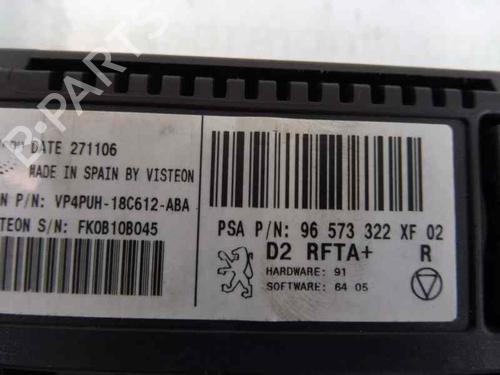 DATE 271106
MADE IN SPAIN BY VISTEON
N P/N: VP4PUH-18C612-ABA
TEON S/N: FK0B10B045
PSA P/N: 96 573 322 XF 02
D2 RFTA+ R
HARDWARE: 91
SOFTWARE: 64 05
B-PARTS